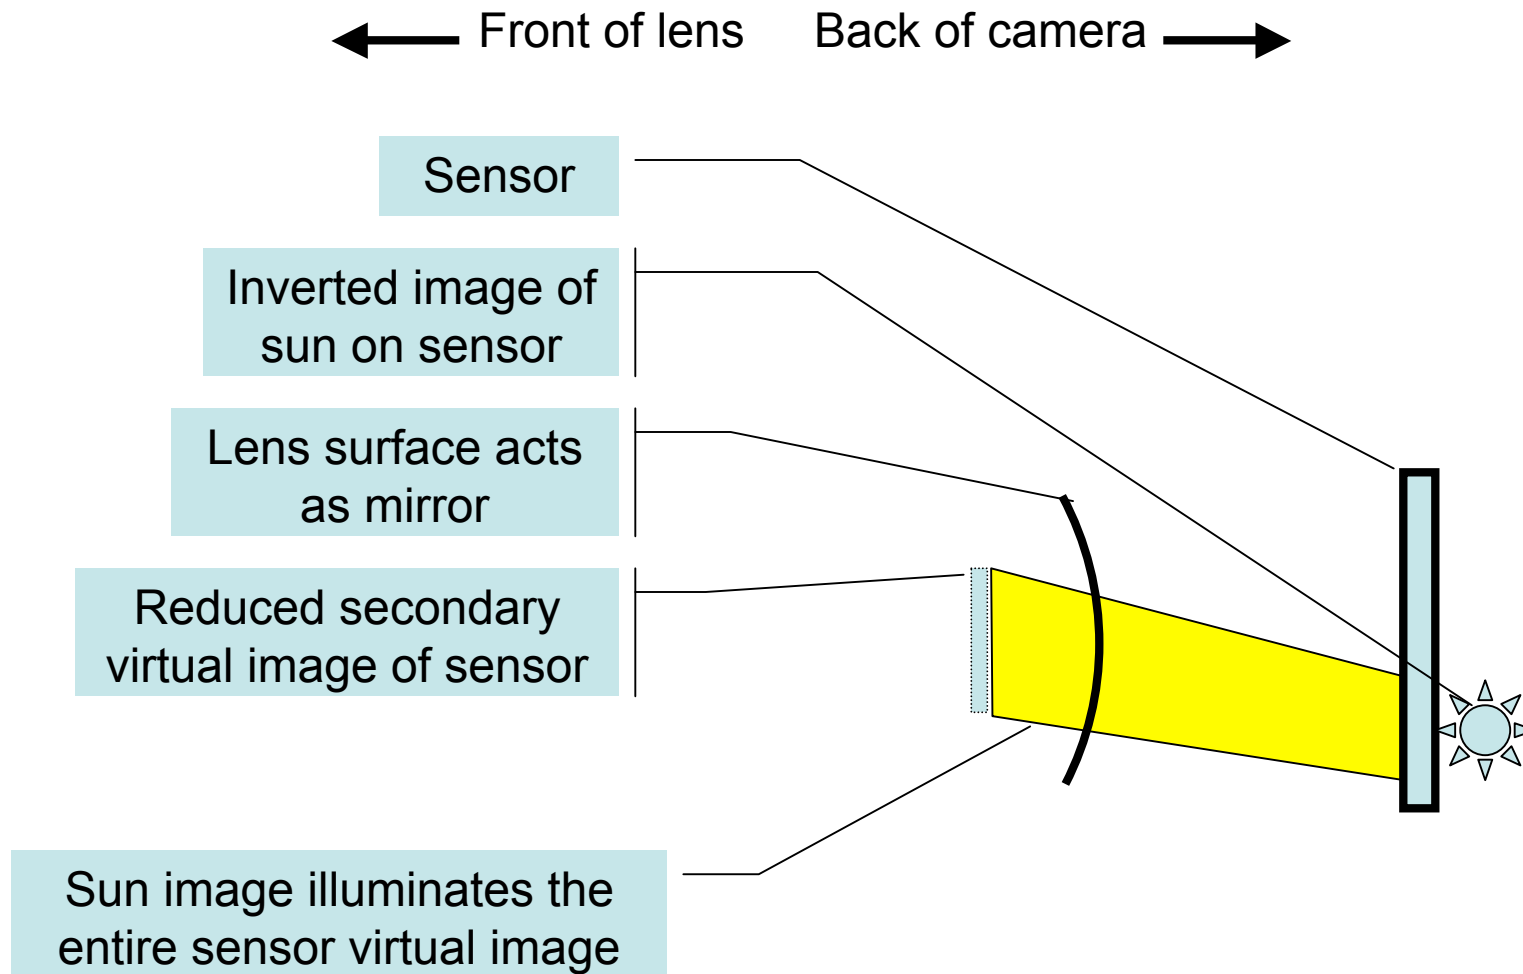 Front of lens
Back of camera
Sensor
Inverted image of
sun on sensor
Lens surface acts
as mirror
Reduced secondary
virtual image of sensor
Sun image illuminates the
entire sensor virtual image